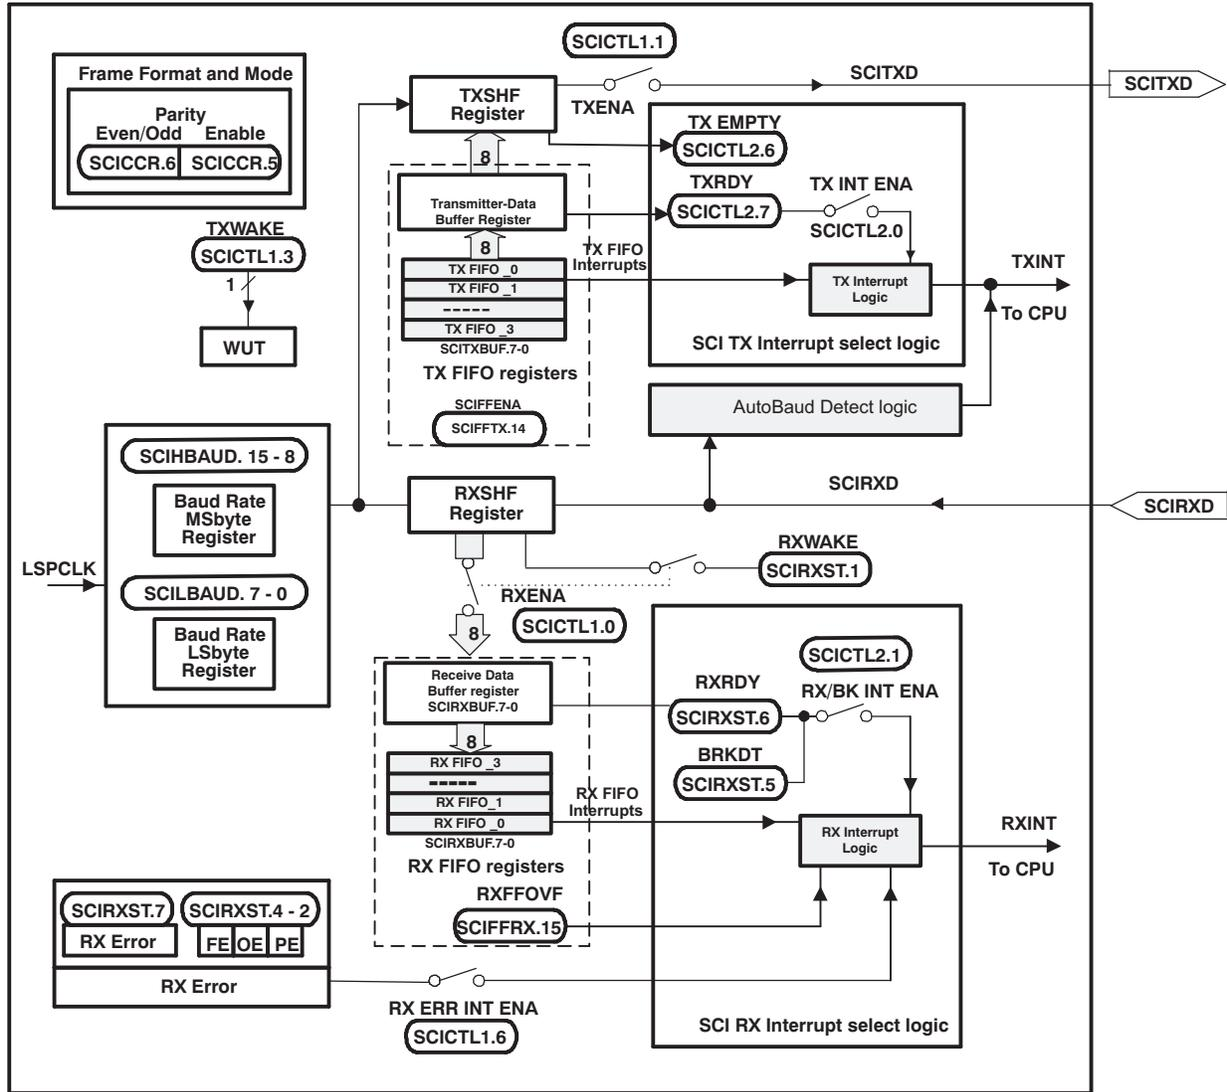 SCICTL1.1
Frame Format and Mode
Parity
Even/Odd Enable
SCICCR.6 SCICCR.5
TXSHF
Register
TXENA
SCITXD
SCITXD
8
TX EMPTY
SCICTL2.6
TXRDY
SCICTL2.7
TX INT ENA
SCICTL2.0
Transmitter-Data
Buffer Register
8
TXWAKE
SCICTL1.3
1
WUT
TX FIFO _0
TX FIFO _1
-----
TX FIFO _3
SCITXBUF.7-0
TX FIFO registers
SCIFFENA
SCIFFTX.14
TX FIFO
Interrupts
TX Interrupt
Logic
TXINT
To CPU
SCI TX Interrupt select logic
AutoBaud Detect logic
SCIHBAUD. 15 - 8
Baud Rate
MSbyte
Register
LSPCLK
SCILBAUD. 7 - 0
Baud Rate
LSbyte
Register
RXSHF
Register
SCIRXD
SCIRXD
RXWAKE
SCIRXST.1
RXENA
SCICTL1.0
8
Receive Data
Buffer register
SCIRXBUF.7-0
8
RX FIFO _3
-----
RX FIFO_1
RX FIFO _0
SCIRXBUF.7-0
RX FIFO registers
RXFFOVF
SCIFFRX.15
RX FIFO
Interrupts
SCICTL2.1
RXRDY
RX/BK INT ENA
SCIRXST.6
BRKDT
SCIRXST.5
RX Interrupt
Logic
RXINT
To CPU
SCI RX Interrupt select logic
SCIRXST.7 SCIRXST.4 - 2
RX Error FE OE PE
RX Error
RX ERR INT ENA
SCICTL1.6